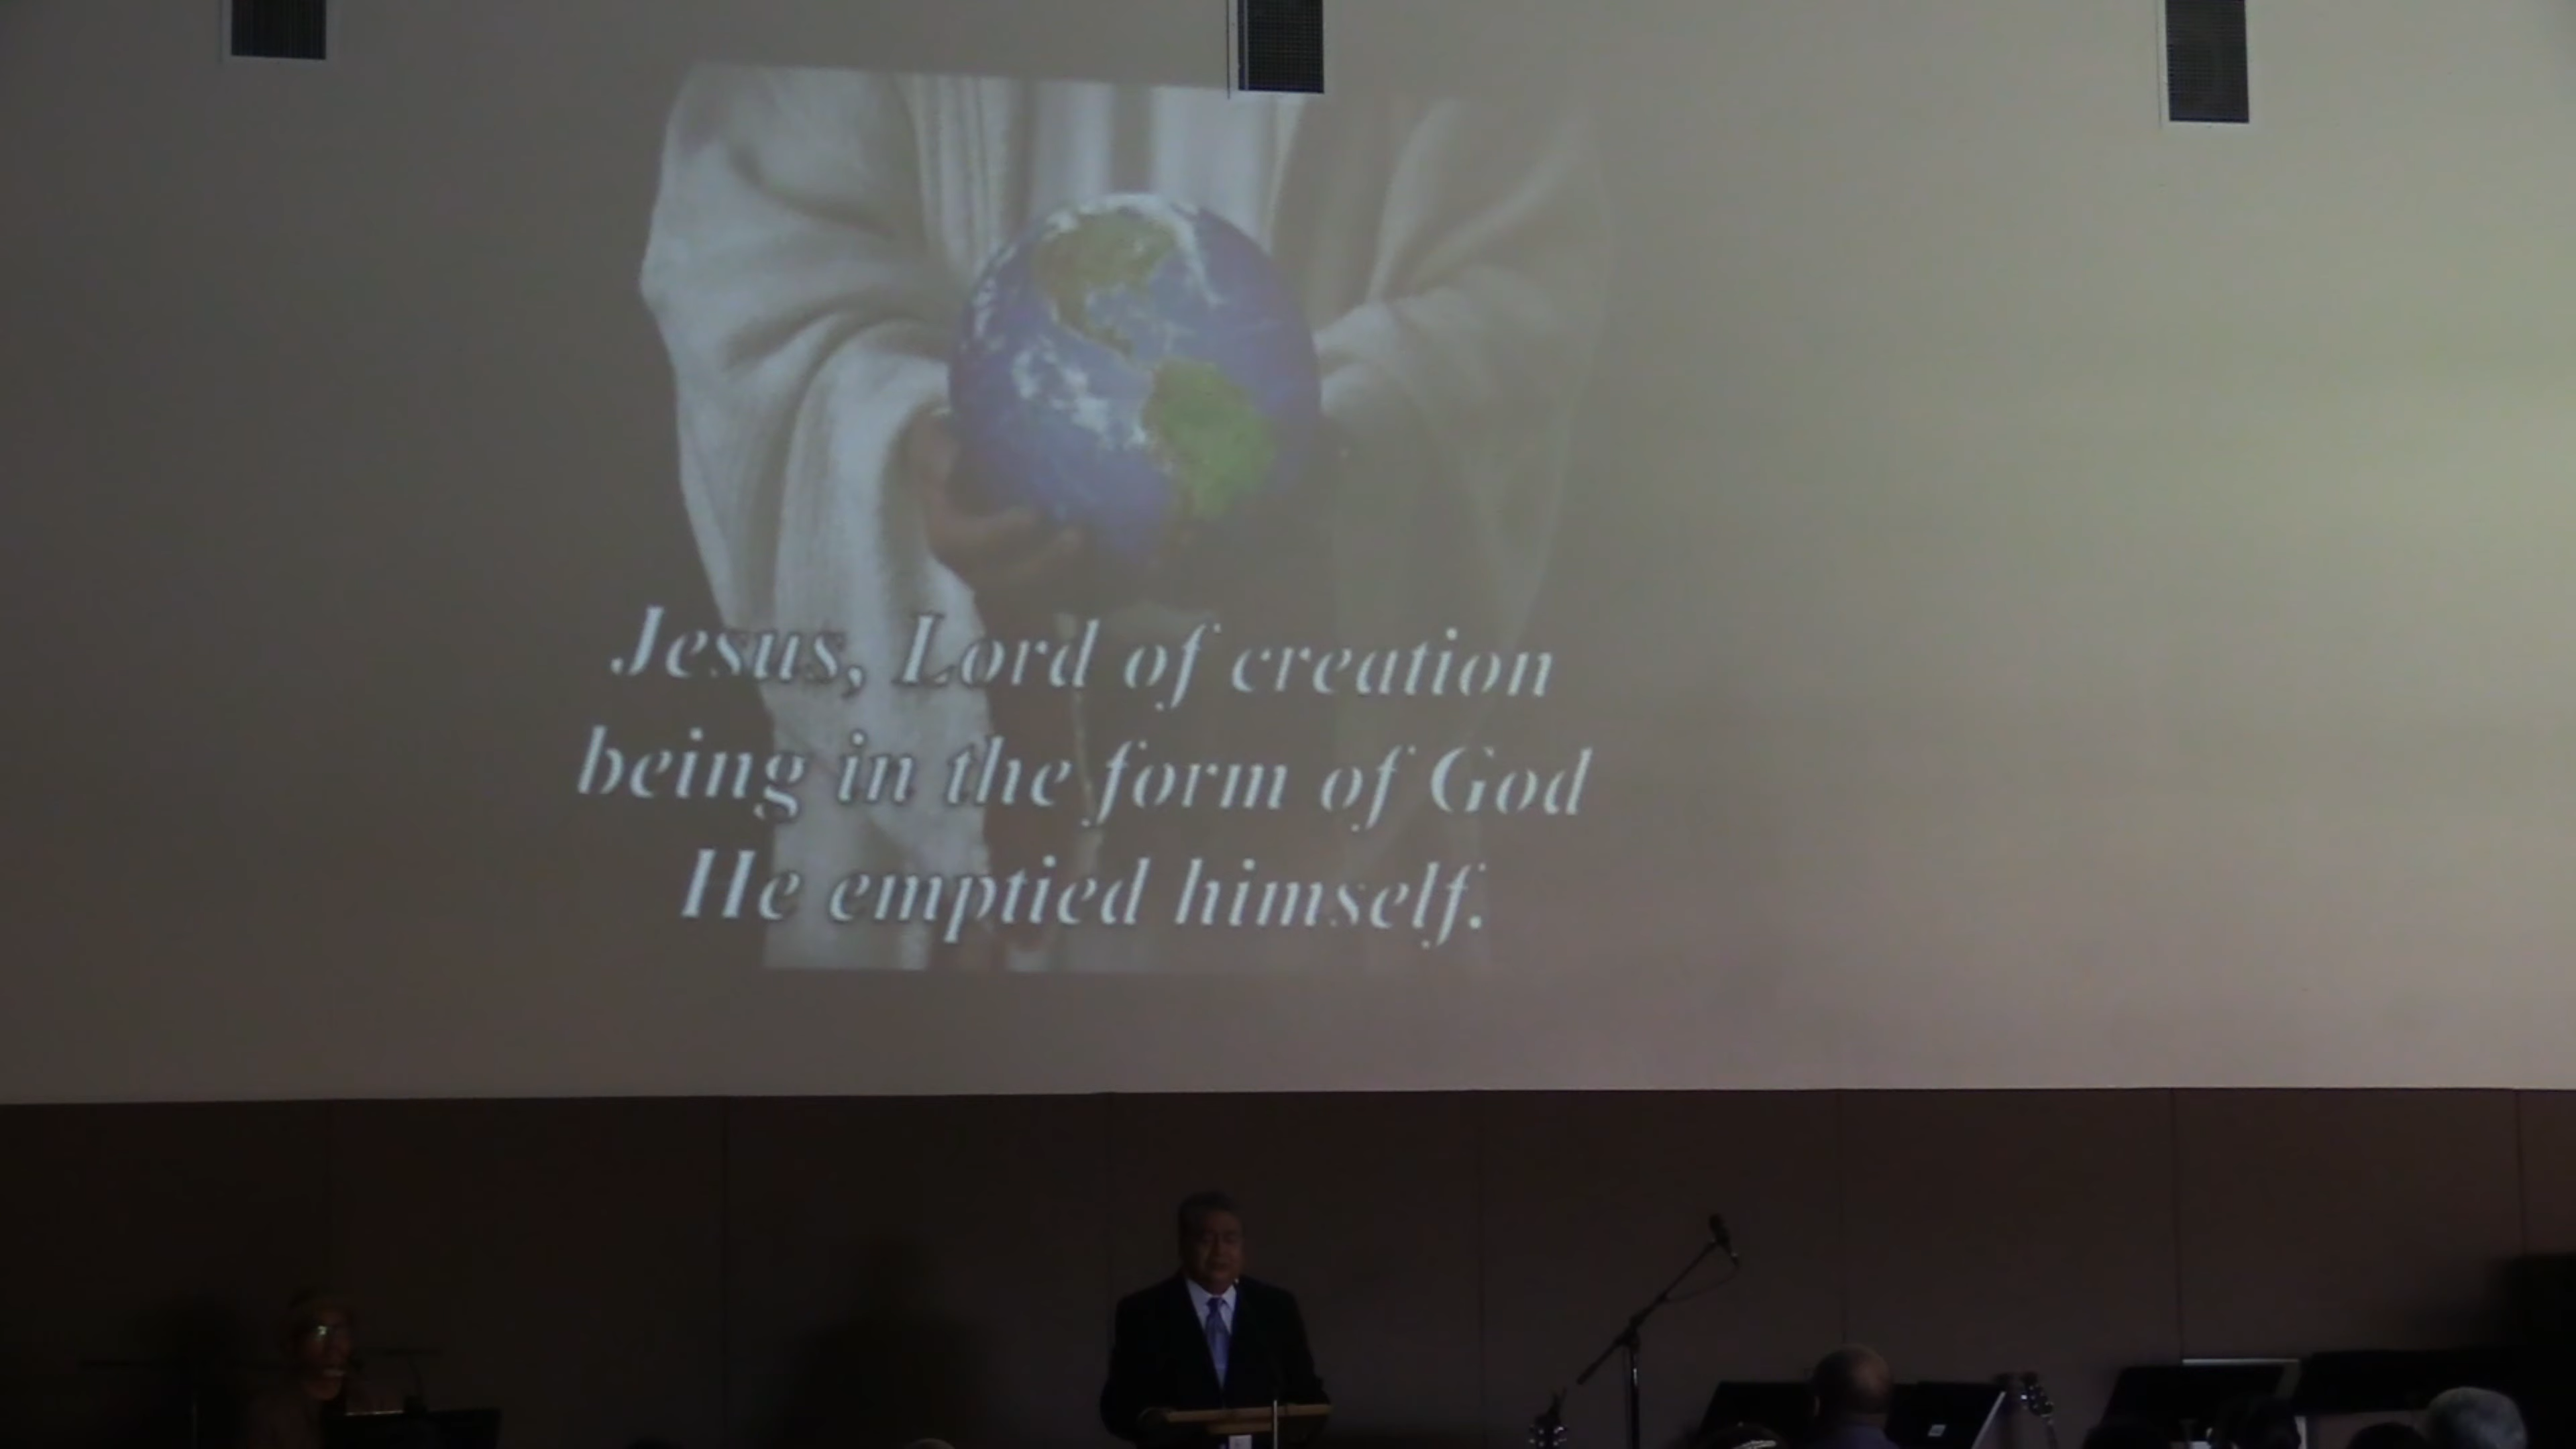 Jesus, Lord of creation
being in the form of God
He emptied himself.